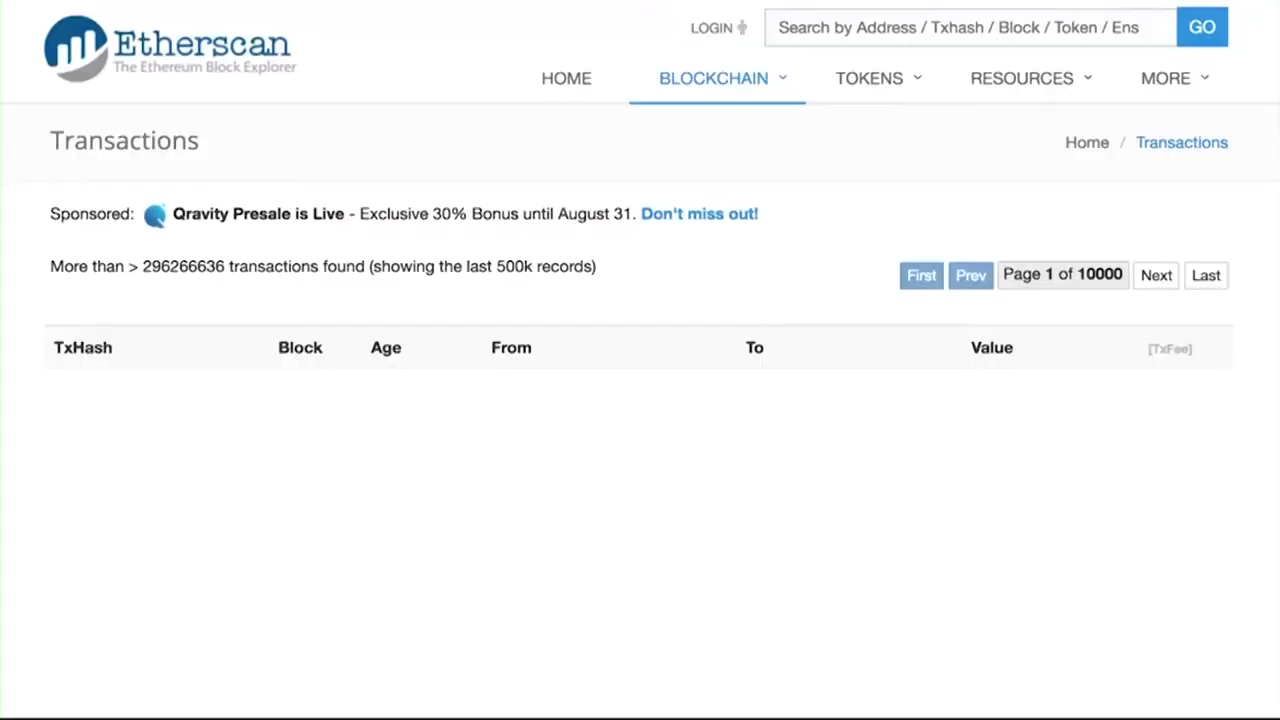 Etherscan
The Ethereum Block Explorer
LOGIN
Search by Address / Txhash / Block / Token / Ens
GO
HOME
BLOCKCHAIN
TOKENS
RESOURCES
MORE
Transactions
Home / Transactions
Sponsored: Qravity Presale is Live - Exclusive 30% Bonus until August 31. Don't miss out!
More than > 296266636 transactions found (showing the last 500k records)
First Prev Page 1 of 10000 Next Last
TxHash Block Age From To Value [TxFee]